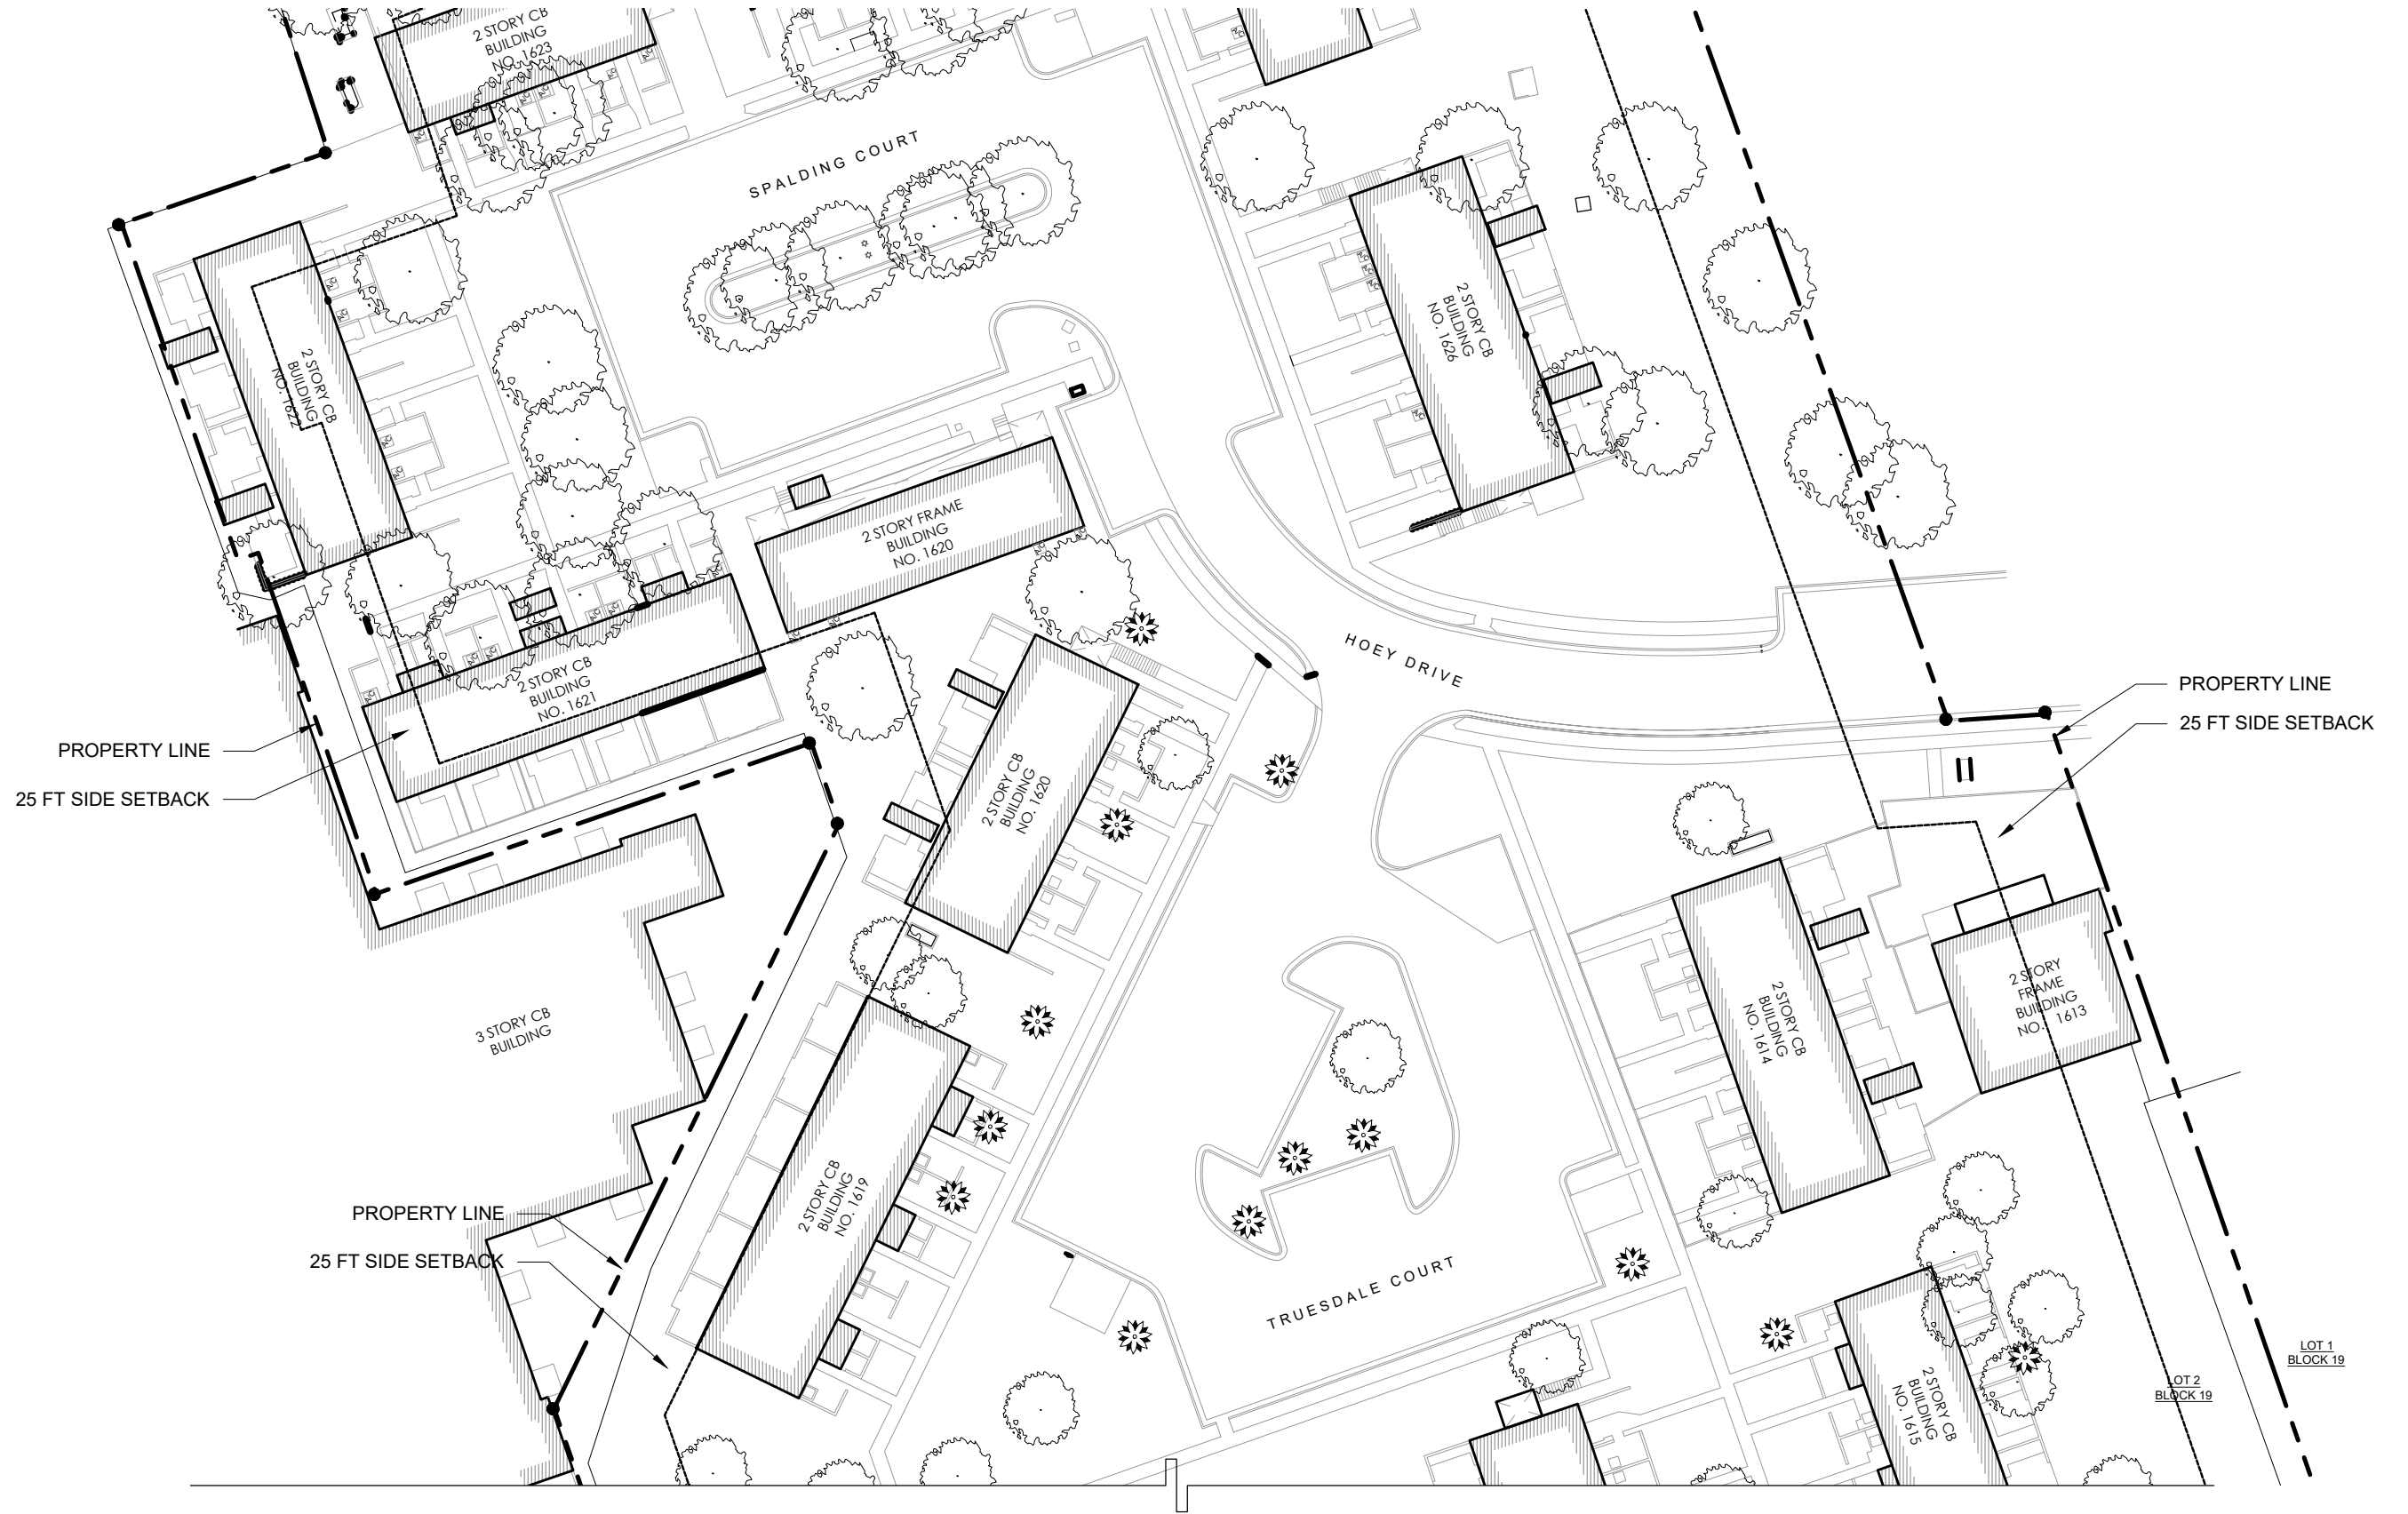 2 STORY CB
BUILDING
NO. 1623
SPALDING COURT
2 STORY CB
BUILDING
NO. 1622
2 STORY CB
BUILDING
NO. 1626
2 STORY FRAME
BUILDING
NO. 1620
2 STORY CB
BUILDING
NO. 1621
HOEY DRIVE
PROPERTY LINE
25 FT SIDE SETBACK
PROPERTY LINE
25 FT SIDE SETBACK
2 STORY CB
BUILDING
NO. 1620
3 STORY CB
BUILDING
2 STORY CB
BUILDING
NO. 1614
2 STORY
FRAME
BUILDING
NO. 1613
2 STORY CB
BUILDING
NO. 1619
PROPERTY LINE
25 FT SIDE SETBACK
TRUESDALE COURT
2 STORY CB
BUILDING
NO. 1615
LOT 1
BLOCK 19
LOT 2
BLOCK 19